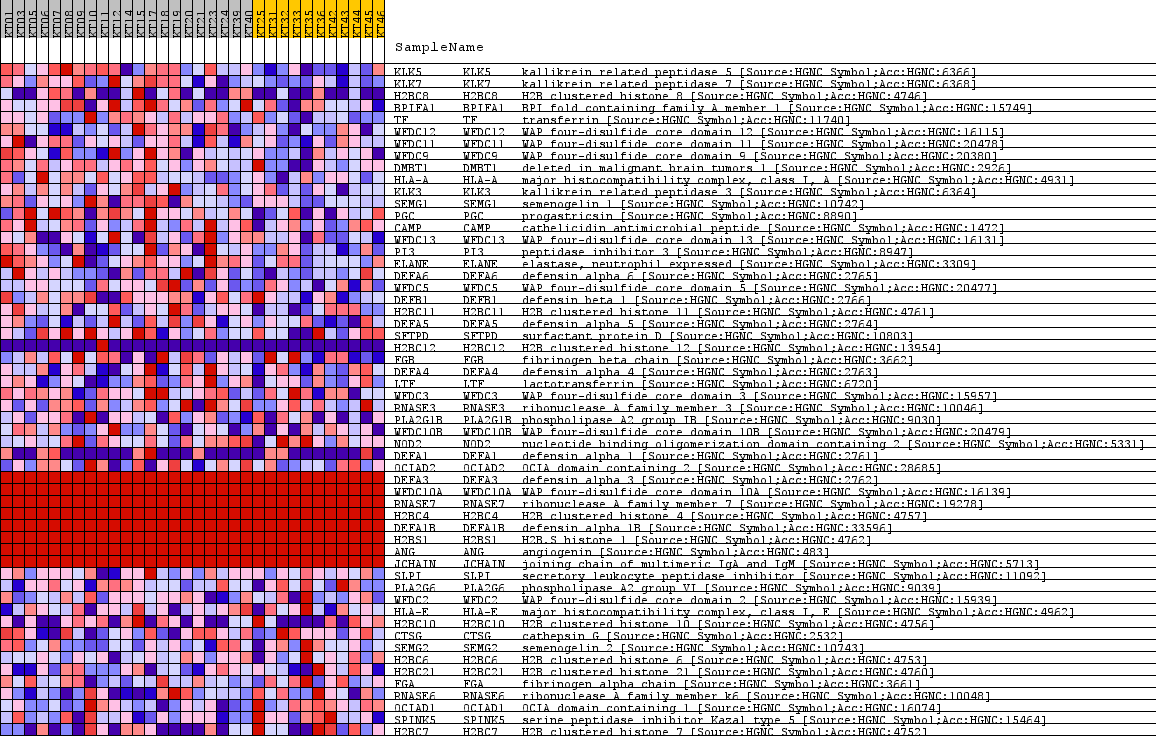 KT01 KT03 KT05 KT06 KT07 KT08 KT09 KT10 KT11 KT12 KT14 KT15 KT17 KT18 KT19 KT20 KT21 KT23 KT24 KT39 KT40 KT25 KT31 KT32 KT33 KT35 KT36 KT42 KT43 KT44 KT45 KT46
SampleName
KLK5 KLK5 kallikrein related peptidase 5 [Source:HGNC Symbol;Acc:HGNC:6366]
KLK7 KLK7 kallikrein related peptidase 7 [Source:HGNC Symbol;Acc:HGNC:6368]
H2BC8 H2BC8 H2B clustered histone 8 [Source:HGNC Symbol;Acc:HGNC:4746]
BPIFA1 BPIFA1 BPI fold containing family A member 1 [Source:HGNC Symbol;Acc:HGNC:15749]
TF TF transferrin [Source:HGNC Symbol;Acc:HGNC:11740]
WFDC12 WFDC12 WAP four-disulfide core domain 12 [Source:HGNC Symbol;Acc:HGNC:16115]
WFDC11 WFDC11 WAP four-disulfide core domain 11 [Source:HGNC Symbol;Acc:HGNC:20478]
WFDC9 WFDC9 WAP four-disulfide core domain 9 [Source:HGNC Symbol;Acc:HGNC:20380]
DMBT1 DMBT1 deleted in malignant brain tumors 1 [Source:HGNC Symbol;Acc:HGNC:2926]
HLA-A HLA-A major histocompatibility complex, class I, A [Source:HGNC Symbol;Acc:HGNC:4931]
KLK3 KLK3 kallikrein related peptidase 3 [Source:HGNC Symbol;Acc:HGNC:6364]
SEMG1 SEMG1 semenogelin 1 [Source:HGNC Symbol;Acc:HGNC:10742]
PGC PGC progastricsin [Source:HGNC Symbol;Acc:HGNC:8890]
CAMP CAMP cathelicidin antimicrobial peptide [Source:HGNC Symbol;Acc:HGNC:1472]
WFDC13 WFDC13 WAP four-disulfide core domain 13 [Source:HGNC Symbol;Acc:HGNC:16131]
PI3 PI3 peptidase inhibitor 3 [Source:HGNC Symbol;Acc:HGNC:8947]
ELANE ELANE elastase, neutrophil expressed [Source:HGNC Symbol;Acc:HGNC:3309]
DEFA6 DEFA6 defensin alpha 6 [Source:HGNC Symbol;Acc:HGNC:2765]
WFDC5 WFDC5 WAP four-disulfide core domain 5 [Source:HGNC Symbol;Acc:HGNC:20477]
DEFB1 DEFB1 defensin beta 1 [Source:HGNC Symbol;Acc:HGNC:2766]
H2BC11 H2BC11 H2B clustered histone 11 [Source:HGNC Symbol;Acc:HGNC:4761]
DEFA5 DEFA5 defensin alpha 5 [Source:HGNC Symbol;Acc:HGNC:2764]
SFTPD SFTPD surfactant protein D [Source:HGNC Symbol;Acc:HGNC:10803]
H2BC12 H2BC12 H2B clustered histone 12 [Source:HGNC Symbol;Acc:HGNC:13954]
FGB FGB fibrinogen beta chain [Source:HGNC Symbol;Acc:HGNC:3662]
DEFA4 DEFA4 defensin alpha 4 [Source:HGNC Symbol;Acc:HGNC:2763]
LTF LTF lactotransferrin [Source:HGNC Symbol;Acc:HGNC:6720]
WFDC3 WFDC3 WAP four-disulfide core domain 3 [Source:HGNC Symbol;Acc:HGNC:15957]
RNASE3 RNASE3 ribonuclease A family member 3 [Source:HGNC Symbol;Acc:HGNC:10046]
PLA2G1B PLA2G1B phospholipase A2 group IB [Source:HGNC Symbol;Acc:HGNC:9030]
WFDC10B WFDC10B WAP four-disulfide core domain 10B [Source:HGNC Symbol;Acc:HGNC:20479]
NOD2 NOD2 nucleotide binding oligomerization domain containing 2 [Source:HGNC Symbol;Acc:HGNC:5331]
DEFA1 DEFA1 defensin alpha 1 [Source:HGNC Symbol;Acc:HGNC:2761]
OCIAD2 OCIAD2 OCIA domain containing 2 [Source:HGNC Symbol;Acc:HGNC:28685]
DEFA3 DEFA3 defensin alpha 3 [Source:HGNC Symbol;Acc:HGNC:2762]
WFDC10A WFDC10A WAP four-disulfide core domain 10A [Source:HGNC Symbol;Acc:HGNC:16139]
RNASE7 RNASE7 ribonuclease A family member 7 [Source:HGNC Symbol;Acc:HGNC:19278]
H2BC4 H2BC4 H2B clustered histone 4 [Source:HGNC Symbol;Acc:HGNC:4757]
DEFA1B DEFA1B defensin alpha 1B [Source:HGNC Symbol;Acc:HGNC:33596]
H2BS1 H2BS1 H2B.S histone 1 [Source:HGNC Symbol;Acc:HGNC:4762]
ANG ANG angiogenin [Source:HGNC Symbol;Acc:HGNC:483]
JCHAIN JCHAIN joining chain of multimeric IgA and IgM [Source:HGNC Symbol;Acc:HGNC:5713]
SLPI SLPI secretory leukocyte peptidase inhibitor [Source:HGNC Symbol;Acc:HGNC:11092]
PLA2G6 PLA2G6 phospholipase A2 group VI [Source:HGNC Symbol;Acc:HGNC:9039]
WFDC2 WFDC2 WAP four-disulfide core domain 2 [Source:HGNC Symbol;Acc:HGNC:15939]
HLA-E HLA-E major histocompatibility complex, class I, E [Source:HGNC Symbol;Acc:HGNC:4962]
H2BC10 H2BC10 H2B clustered histone 10 [Source:HGNC Symbol;Acc:HGNC:4756]
CTSG CTSG cathepsin G [Source:HGNC Symbol;Acc:HGNC:2532]
SEMG2 SEMG2 semenogelin 2 [Source:HGNC Symbol;Acc:HGNC:10743]
H2BC6 H2BC6 H2B clustered histone 6 [Source:HGNC Symbol;Acc:HGNC:4753]
H2BC21 H2BC21 H2B clustered histone 21 [Source:HGNC Symbol;Acc:HGNC:4760]
FGA FGA fibrinogen alpha chain [Source:HGNC Symbol;Acc:HGNC:3661]
RNASE6 RNASE6 ribonuclease A family member k6 [Source:HGNC Symbol;Acc:HGNC:10048]
OCIAD1 OCIAD1 OCIA domain containing 1 [Source:HGNC Symbol;Acc:HGNC:16074]
SPINK5 SPINK5 serine peptidase inhibitor Kazal type 5 [Source:HGNC Symbol;Acc:HGNC:15464]
H2BC7 H2BC7 H2B clustered histone 7 [Source:HGNC Symbol;Acc:HGNC:4752]